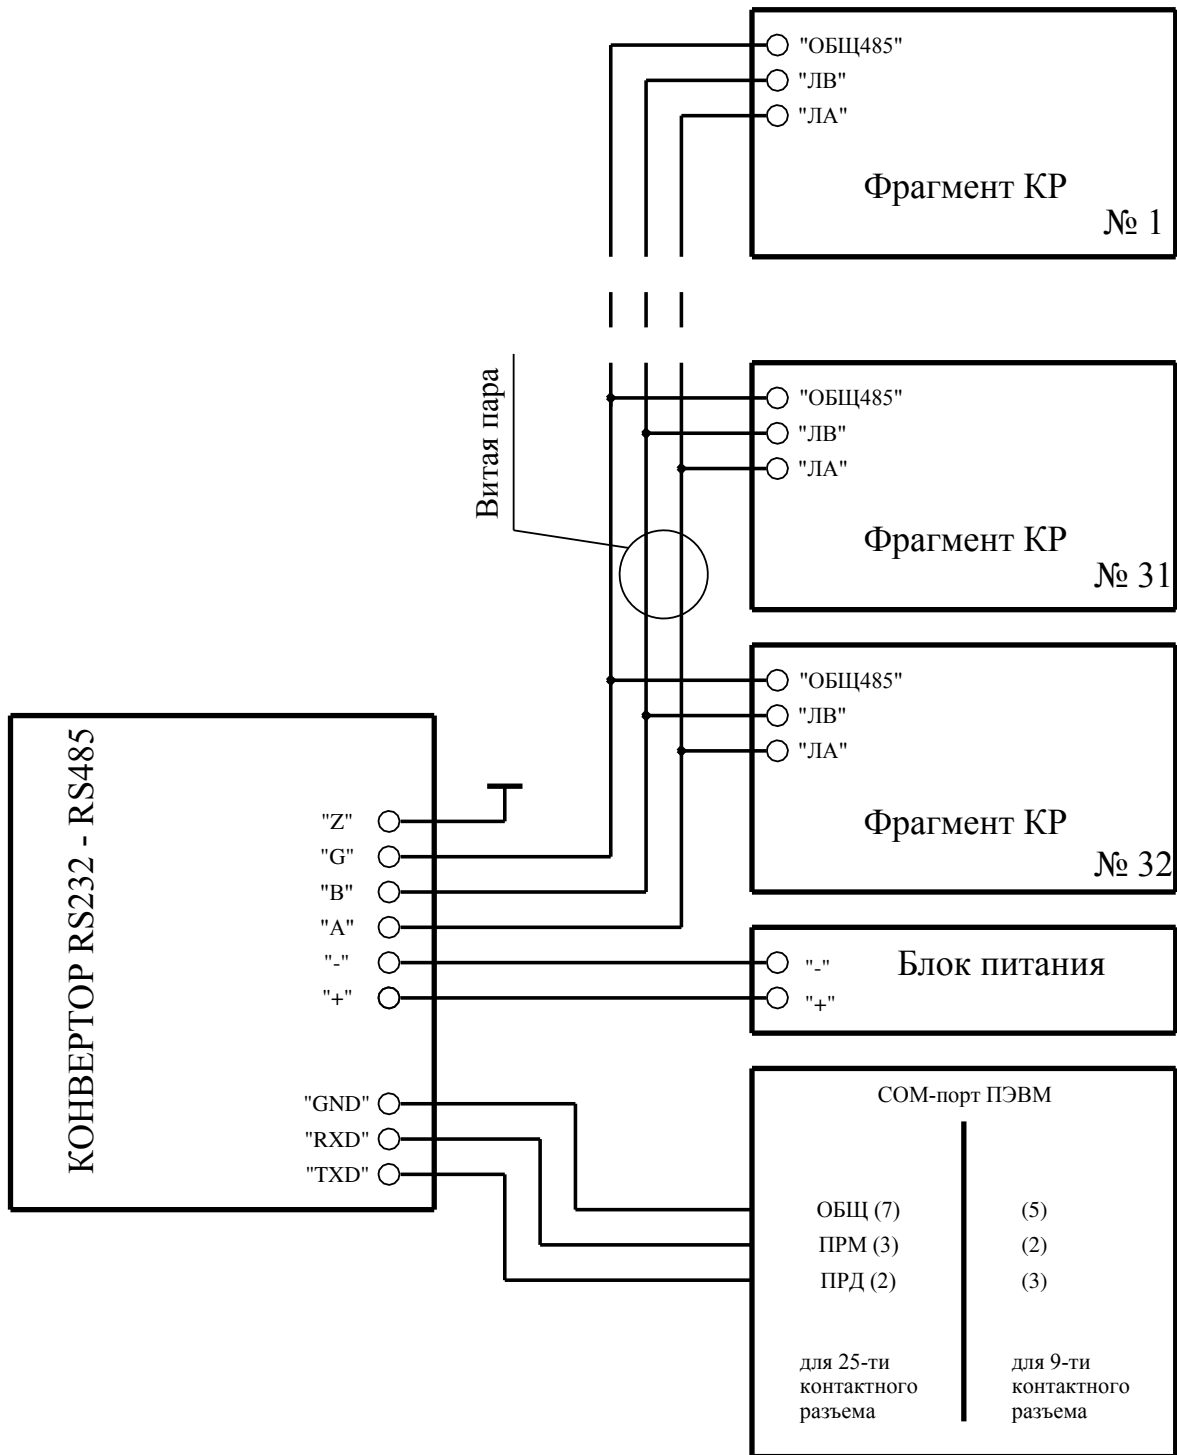 "ОБЩ485"
"ЛВ"
"ЛА"
Фрагмент КР
№ 1
"ОБЩ485"
"ЛВ"
"ЛА"
Фрагмент КР
№ 31
Витая пара
"ОБЩ485"
"ЛВ"
"ЛА"
Фрагмент КР
№ 32
КОНВЕРТОР RS232 - RS485
"Z"
"G"
"B"
"A"
"-"
"+"
"GND"
"RXD"
"TXD"
"-"
"+"
Блок питания
СОМ-порт ПЭВМ
ОБЩ (7)
(5)
ПРМ (3)
(2)
ПРД (2)
(3)
для 25-ти
контактного
разъема
для 9-ти
контактного
разъема